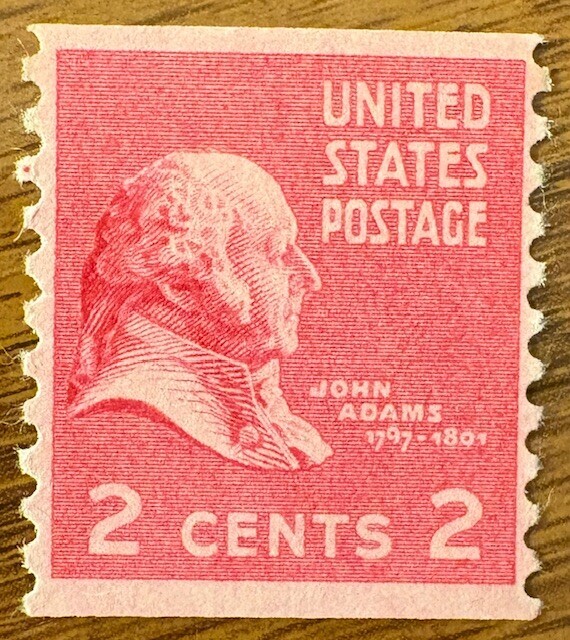 UNITED
STATES
POSTAGE
JOHN
ADAMS
1797-1801
2 CENTS 2